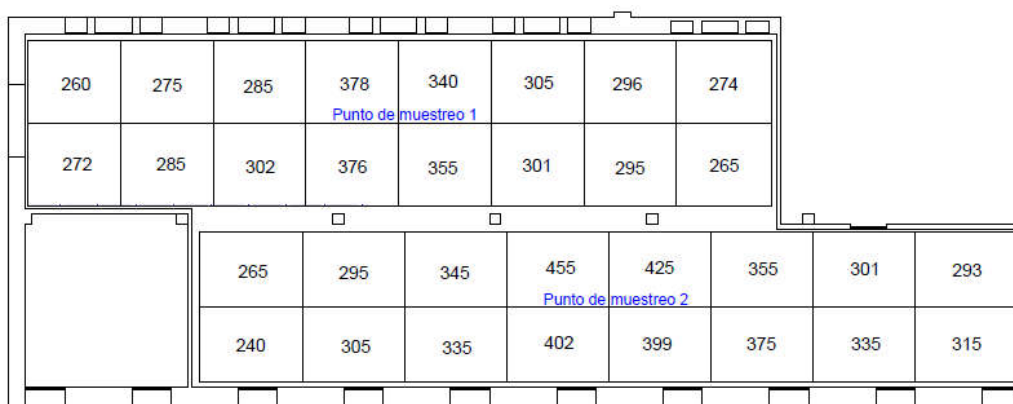 260 275 285 378 340 305 296 274
Punto de muestreo 1
272 285 302 376 355 301 295 265
265 295 345 455 425 355 301 293
Punto de muestreo 2
240 305 335 402 399 375 335 315